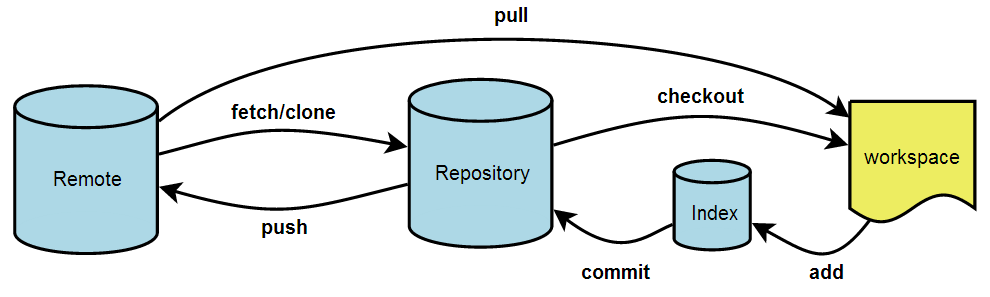 pull
fetch/clone
checkout
Remote
Repository
workspace
Index
push
commit
add